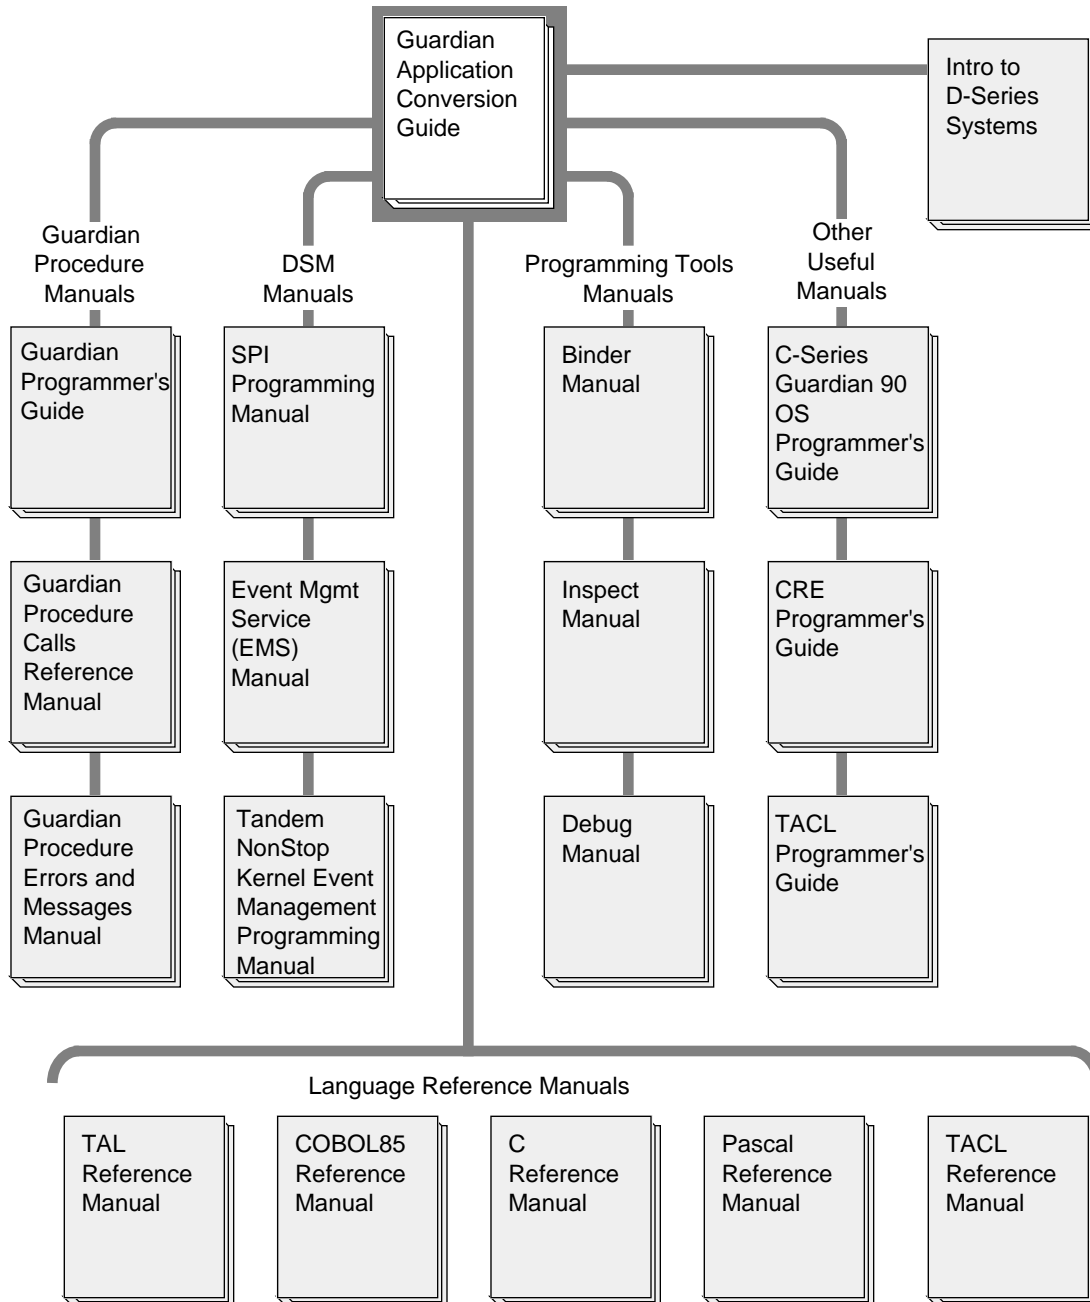 Guardian
Application
Conversion
Guide
Intro to
D-Series
Systems
Guardian
Procedure
Manuals
DSM
Manuals
Programming Tools
Manuals
Other
Useful
Manuals
Guardian
Programmer's
Guide
SPI
Programming
Manual
Binder
Manual
C-Series
Guardian 90
OS
Programmer's
Guide
Guardian
Procedure
Calls
Reference
Manual
Event Mgmt
Service
(EMS)
Manual
Inspect
Manual
CRE
Programmer's
Guide
Guardian
Procedure
Errors and
Messages
Manual
Tandem
NonStop
Kernel Event
Management
Programming
Manual
Debug
Manual
TACL
Programmer's
Guide
Language Reference Manuals
TAL
Reference
Manual
COBOL85
Reference
Manual
C
Reference
Manual
Pascal
Reference
Manual
TACL
Reference
Manual